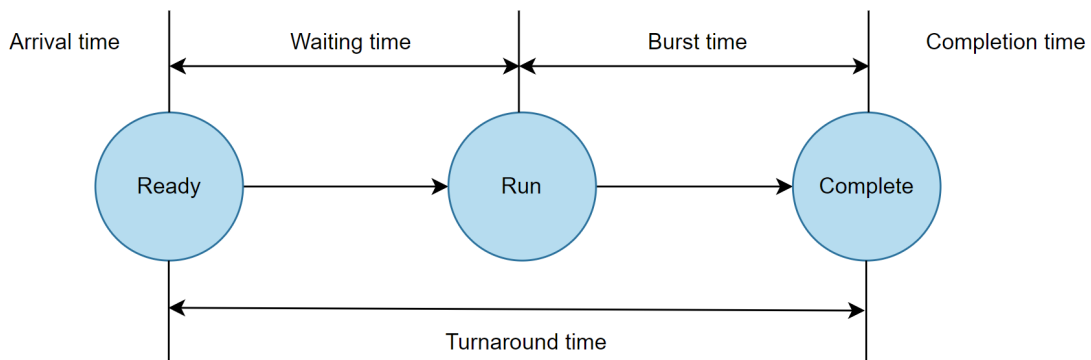 Arrival time
Waiting time
Burst time
Completion time
Ready
Run
Complete
Turnaround time